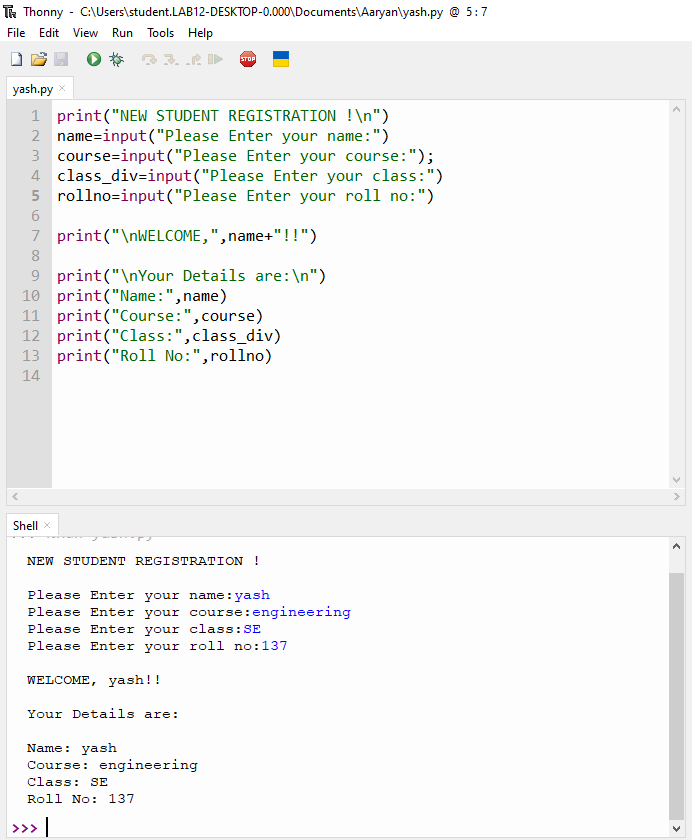 Thonny - C:\Users\student.LAB12-DESKTOP-0.000\Documents\Aaryan\yash.py @ 5 : 7
File Edit View Run Tools Help
STOP
yash.py ×
1 print("NEW STUDENT REGISTRATION !\n")
2 name=input("Please Enter your name:")
3 course=input("Please Enter your course:");
4 class_div=input("Please Enter your class:")
5 rollno=input("Please Enter your roll no:")
6
7 print("\nWELCOME,",name+"!!")
8
9 print("\nYour Details are:\n")
10 print("Name:",name)
11 print("Course:",course)
12 print("Class:",class_div)
13 print("Roll No:",rollno)
14
Shell ×
NEW STUDENT REGISTRATION !
Please Enter your name:yash
Please Enter your course:engineering
Please Enter your class:SE
Please Enter your roll no:137
WELCOME, yash!!
Your Details are:
Name: yash
Course: engineering
Class: SE
Roll No: 137
>>>